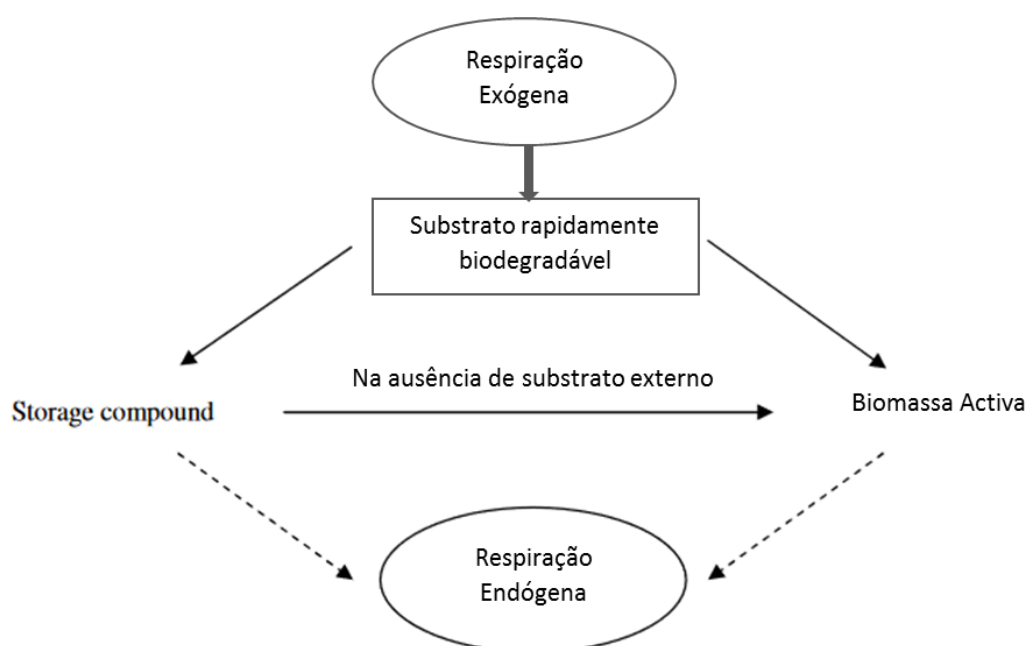 Respiração
Exógena
Substrato rapidamente
biodegradável
Na ausência de substrato externo
Storage compound
Biomassa Activa
Respiração
Endógena